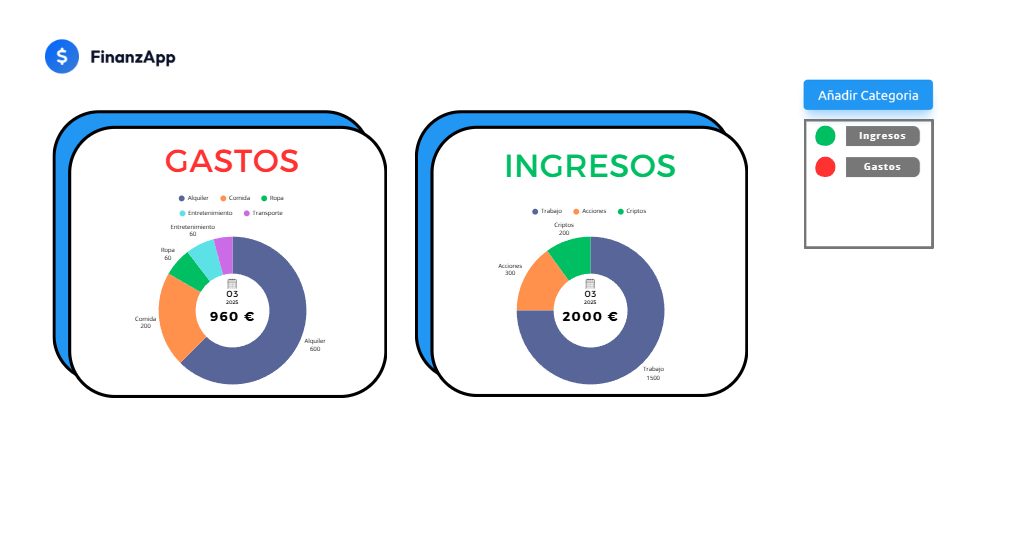 $ FinanzApp
Añadir Categoria
Ingresos
Gastos
GASTOS
Alquiler Comida Ropa
Entretenimiento Transporte
Entretenimiento
60
Ropa
60
Comida
200
Alquiler
600
03
2025
960 €
INGRESOS
Trabajo Acciones Criptos
Criptos
200
Acciones
300
Trabajo
1500
03
2025
2000 €